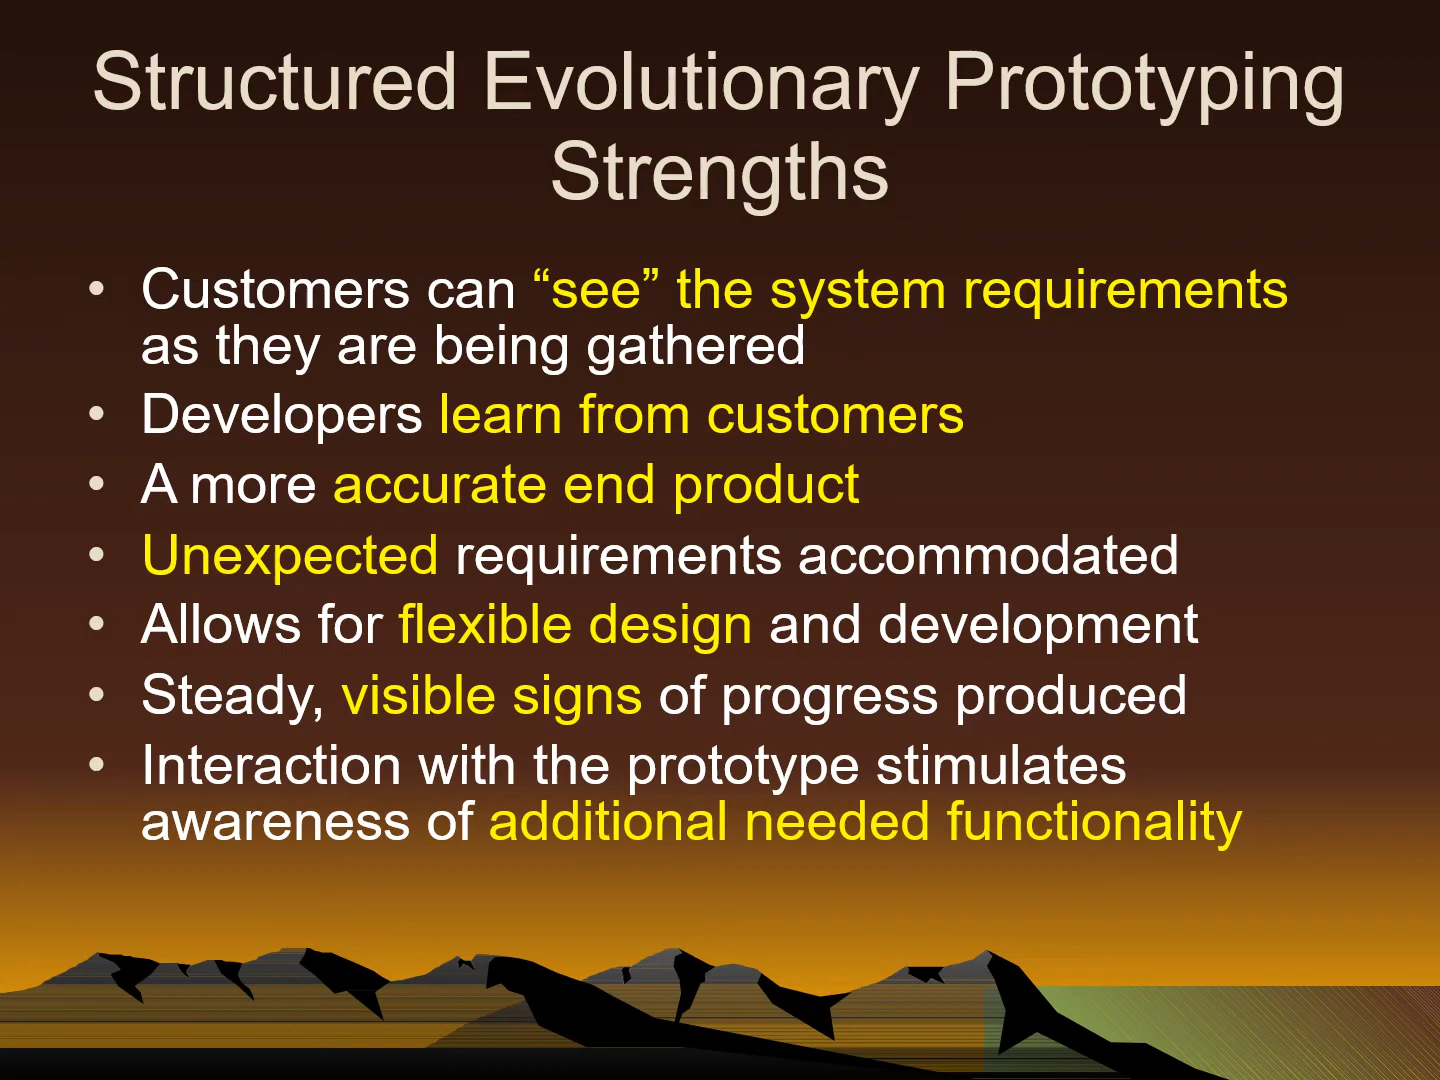 Structured Evolutionary Prototyping
Strengths
• Customers can “see” the system requirements
as they are being gathered
• Developers learn from customers
• A more accurate end product
• Unexpected requirements accommodated
• Allows for flexible design and development
• Steady, visible signs of progress produced
• Interaction with the prototype stimulates
awareness of additional needed functionality